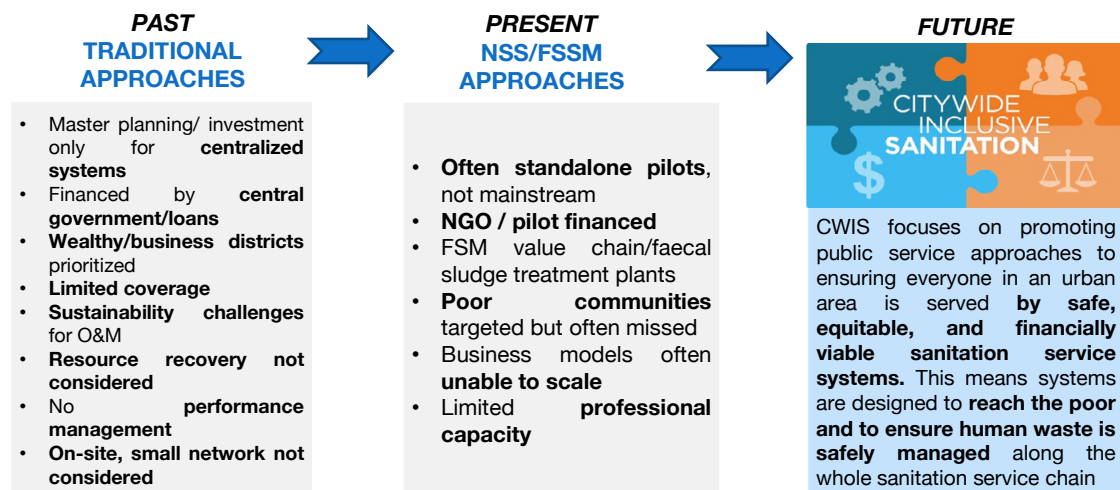 PAST
TRADITIONAL
APPROACHES
• Master planning/ investment
only for centralized
systems
• Financed by central
government/loans
• Wealthy/business districts
prioritized
• Limited coverage
• Sustainability challenges
for O&M
• Resource recovery not
considered
• No performance
management
• On-site, small network not
considered
PRESENT
NSS/FSSM
APPROACHES
• Often standalone pilots,
not mainstream
• NGO / pilot financed
• FSM value chain/faecal
sludge treatment plants
• Poor communities
targeted but often missed
• Business models often
unable to scale
• Limited professional
capacity
FUTURE
CITYWIDE
INCLUSIVE
SANITATION
$
CWIS focuses on promoting
public service approaches to
ensuring everyone in an urban
area is served by safe,
equitable, and financially
viable sanitation service
systems. This means systems
are designed to reach the poor
and to ensure human waste is
safely managed along the
whole sanitation service chain